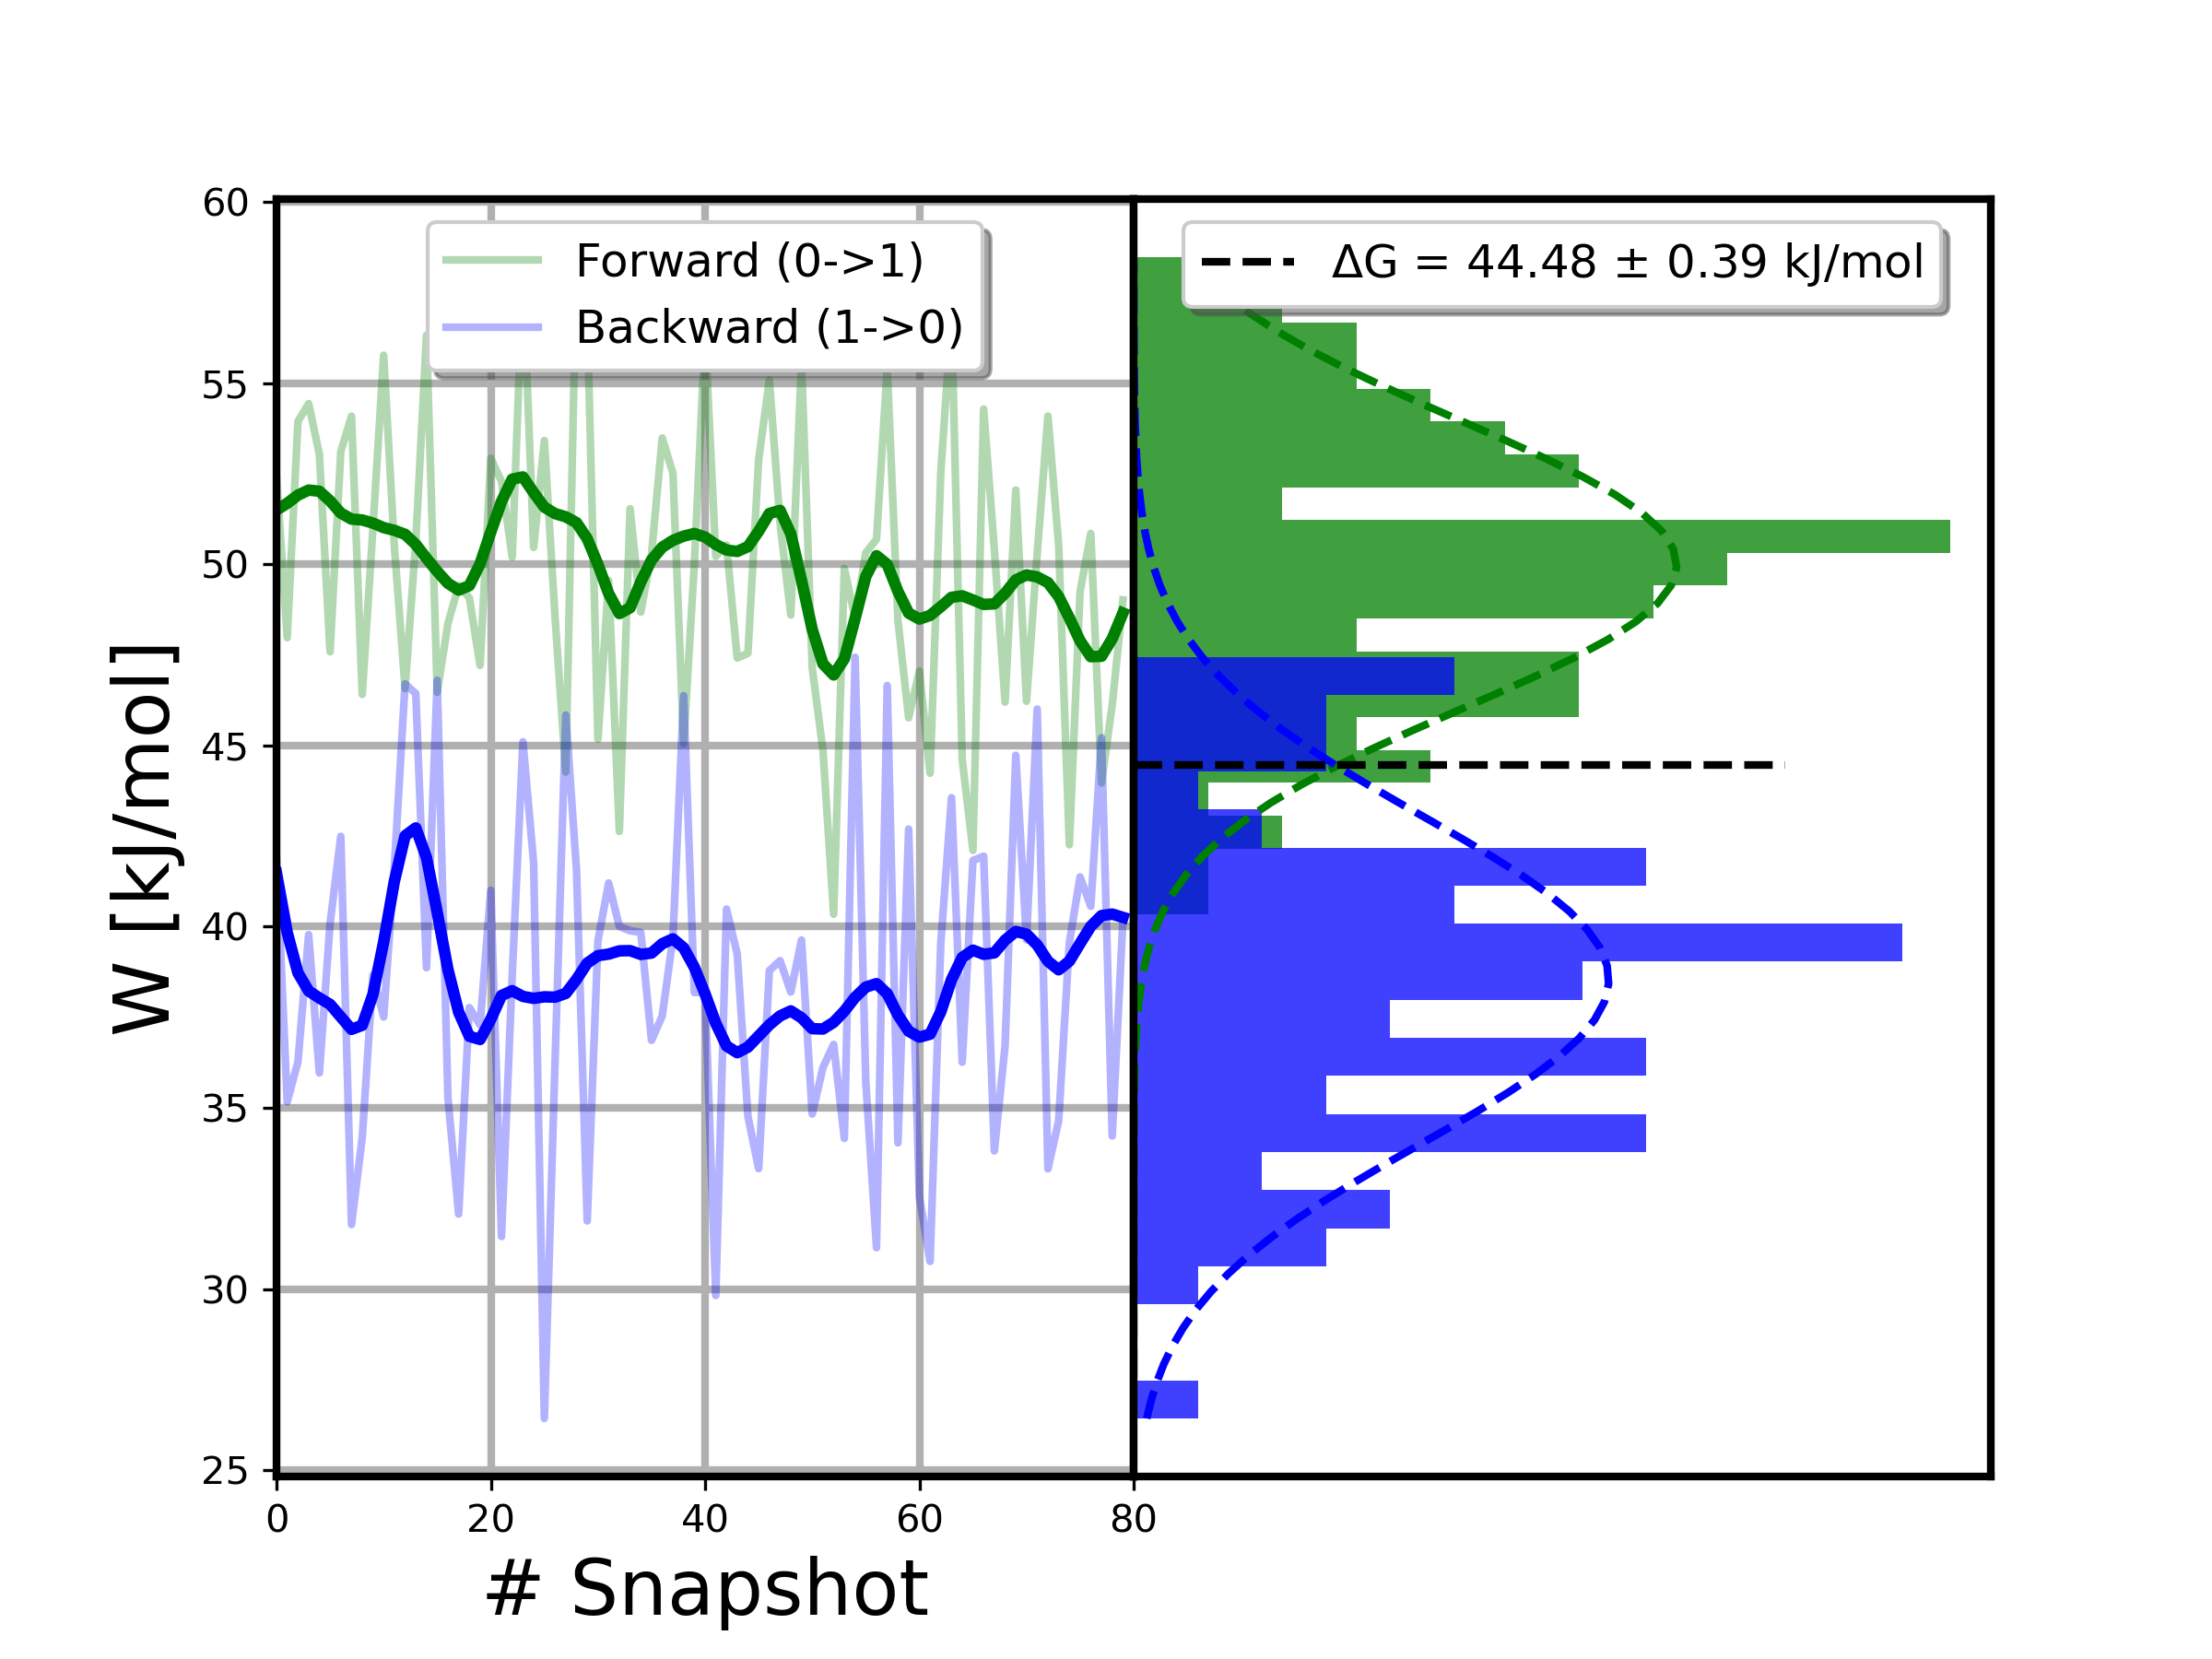 Forward (0->1)
Backward (1->0)
ΔG = 44.48 ± 0.39 kJ/mol
W [kJ/mol]
60
55
50
45
40
35
30
25
0 20 40 60 80
# Snapshot